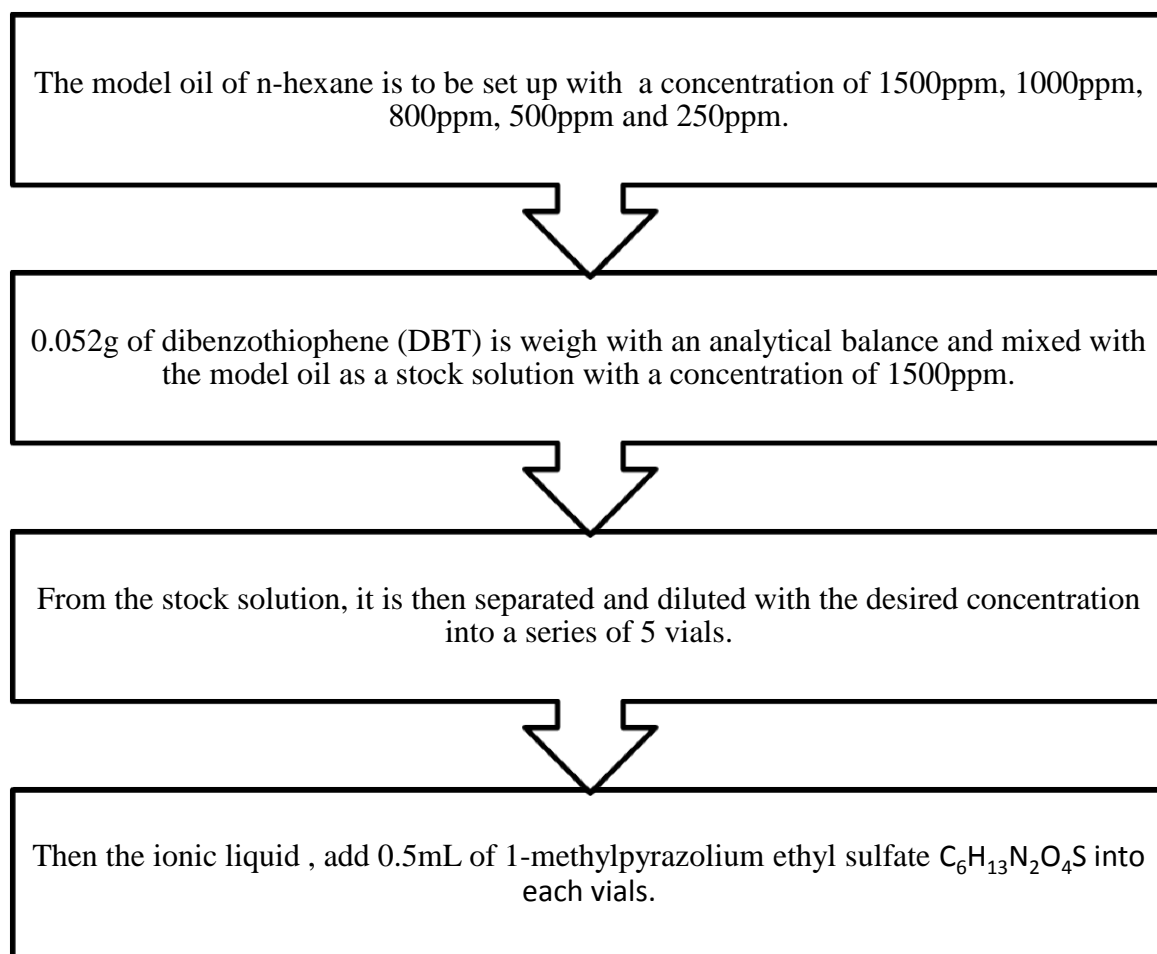 The model oil of n-hexane is to be set up with  a concentration of 1500ppm, 1000ppm,
800ppm, 500ppm and 250ppm.
0.052g of dibenzothiophene (DBT) is weigh with an analytical balance and mixed with
the model oil as a stock solution with a concentration of 1500ppm.
From the stock solution, it is then separated and diluted with the desired concentration
into a series of 5 vials.
Then the ionic liquid , add 0.5mL of 1-methylpyrazolium ethyl sulfate C₆H₁₃N₂O₄S into
each vials.